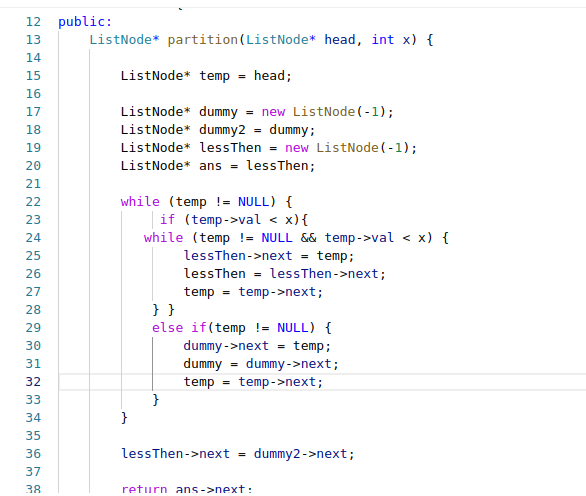 12 public:
13 ListNode* partition(ListNode* head, int x) {
14
15 ListNode* temp = head;
16
17 ListNode* dummy = new ListNode(-1);
18 ListNode* dummy2 = dummy;
19 ListNode* lessThen = new ListNode(-1);
20 ListNode* ans = lessThen;
21
22 while (temp != NULL) {
23 if (temp->val < x){
24 while (temp != NULL && temp->val < x) {
25 lessThen->next = temp;
26 lessThen = lessThen->next;
27 temp = temp->next;
28 } }
29 else if(temp != NULL) {
30 dummy->next = temp;
31 dummy = dummy->next;
32 temp = temp->next;
33 }
34 }
35
36 lessThen->next = dummy2->next;
37
38 return ans->next;